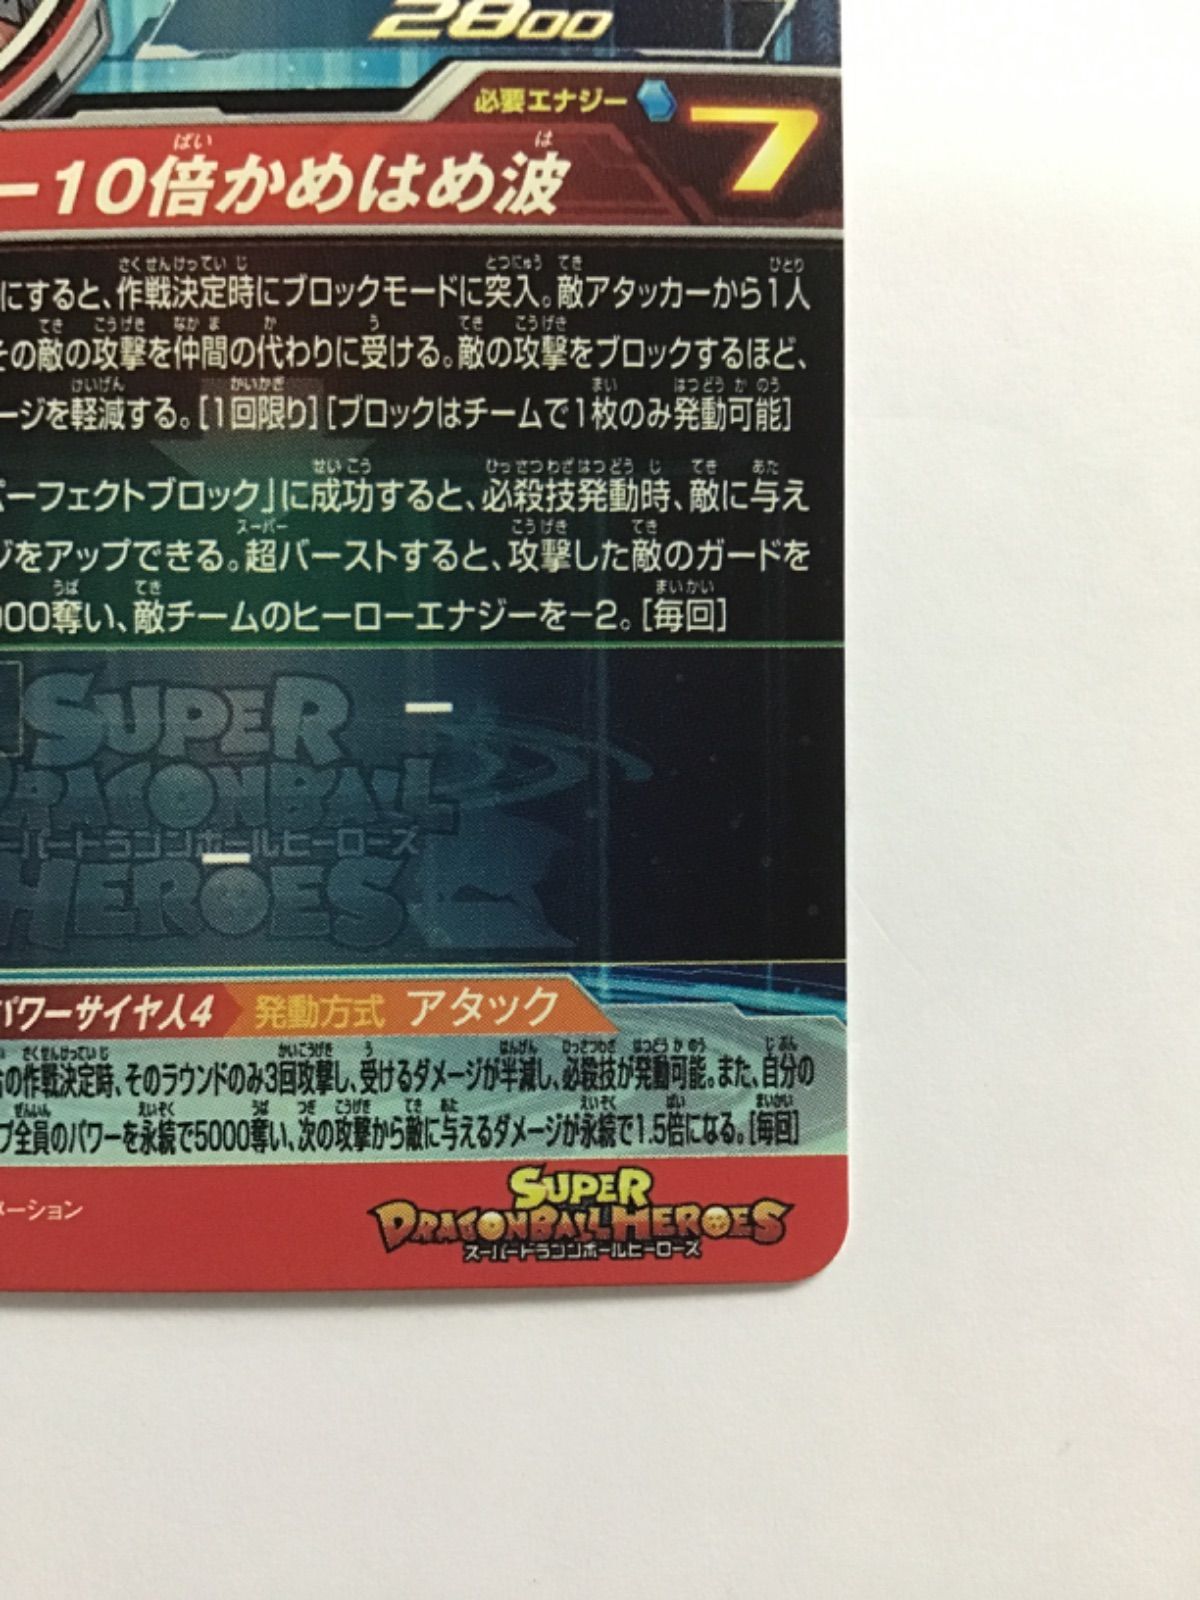 2800
必要エナジー 7
ー10倍かめはめ波
にすると、作戦決定時にブロックモードに突入。敵アタッカーから1人
その敵の攻撃を仲間の代わりに受ける。敵の攻撃をブロックするほど、
ージを軽減する。[1回限り][ブロックはチームで1枚のみ発動可能]
パーフェクトブロック」に成功すると、必殺技発動時、敵に与え
ジをアップできる。超バーストすると、攻撃した敵のガードを
000奪い、敵チームのヒーローエナジーを−2。[毎回]
SUPER
DRAGONBALL
スーパードラゴンボールヒーローズ
HEROES
パワーサイヤ人4 発動方式 アタック
の作戦決定時、そのラウンドのみ3回攻撃し、受けるダメージが半減し、必殺技が発動可能。また、自分の
プ全員のパワーを永続で5000奪い、次の攻撃から敵に与えるダメージが永続で1.5倍になる。[毎回]
メーション
SUPER
DRAGONBALL HEROES
スーパードラゴンボールヒーローズ